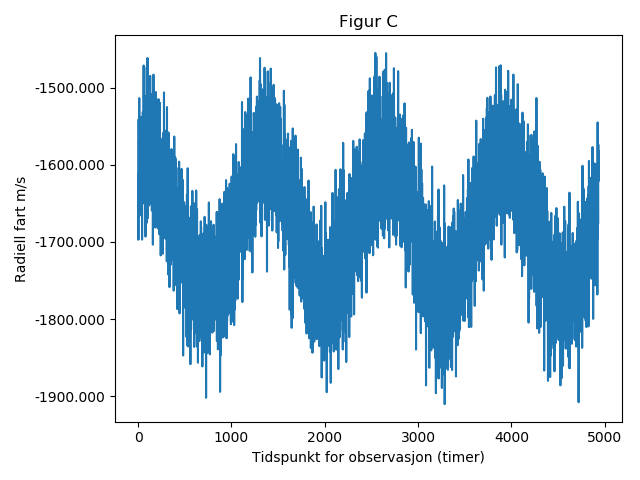 Figur C
-1500.000
-1600.000
-1700.000
-1800.000
-1900.000
Radiell fart m/s
0 1000 2000 3000 4000 5000
Tidspunkt for observasjon (timer)